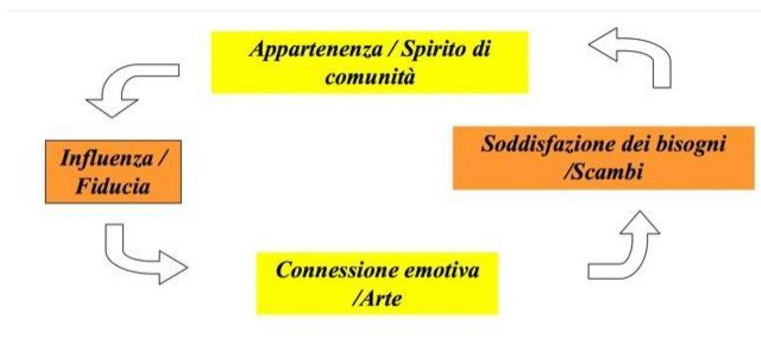 Appartenenza / Spirito di
comunità
Influenza /
Fiducia
Soddisfazione dei bisogni
/Scambi
Connessione emotiva
/Arte